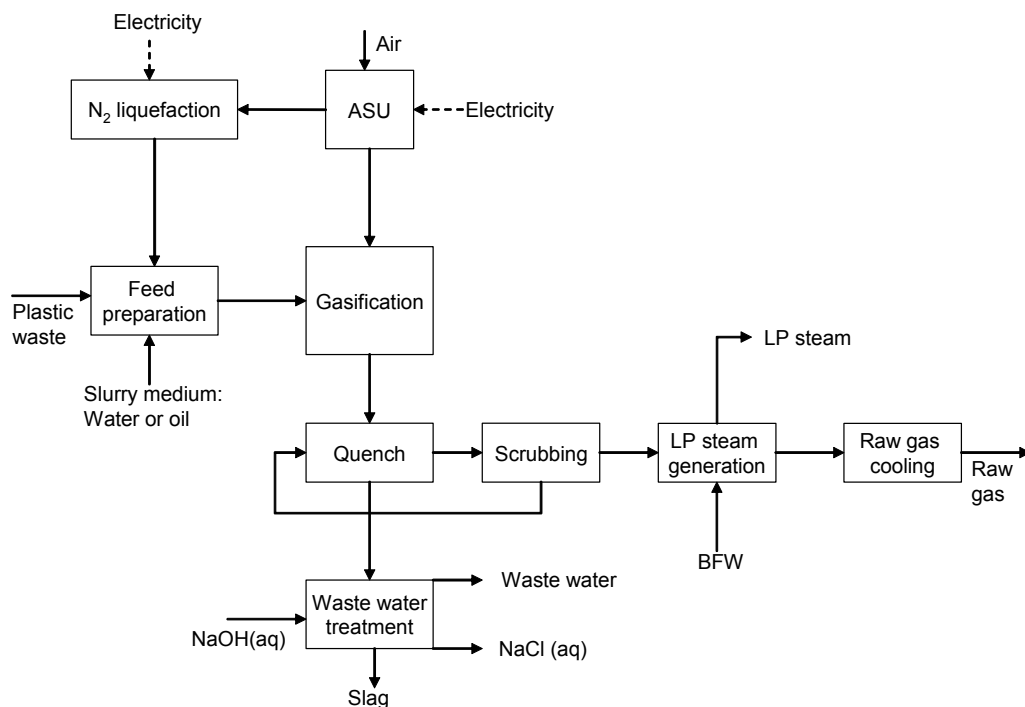 Electricity
Air
N2 liquefaction
ASU
Electricity
Feed
preparation
Gasification
Plastic
waste
Slurry medium:
Water or oil
LP steam
Quench
Scrubbing
LP steam
generation
Raw gas
cooling
Raw
gas
BFW
Waste water
treatment
Waste water
NaOH(aq)
NaCl (aq)
Slag